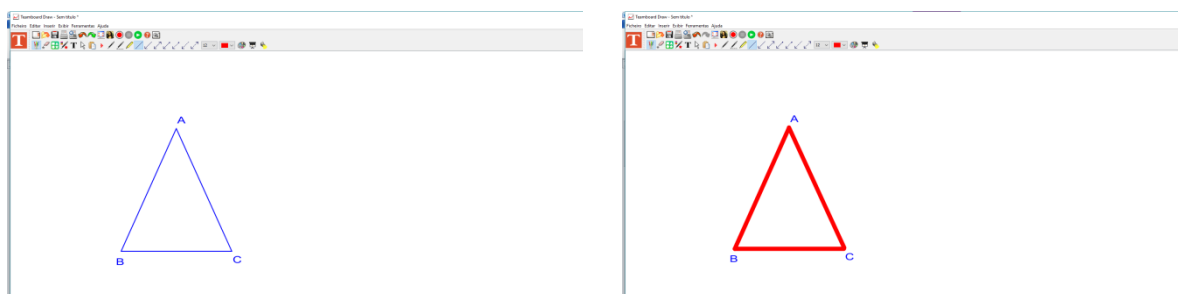 Teamboard Draw - Sem título *
Ficheiro Editar Inserir Exibir Ferramentas Ajuda
T
T
A
B
C
Teamboard Draw - Sem título *
Ficheiro Editar Inserir Exibir Ferramentas Ajuda
T
T
A
B
C